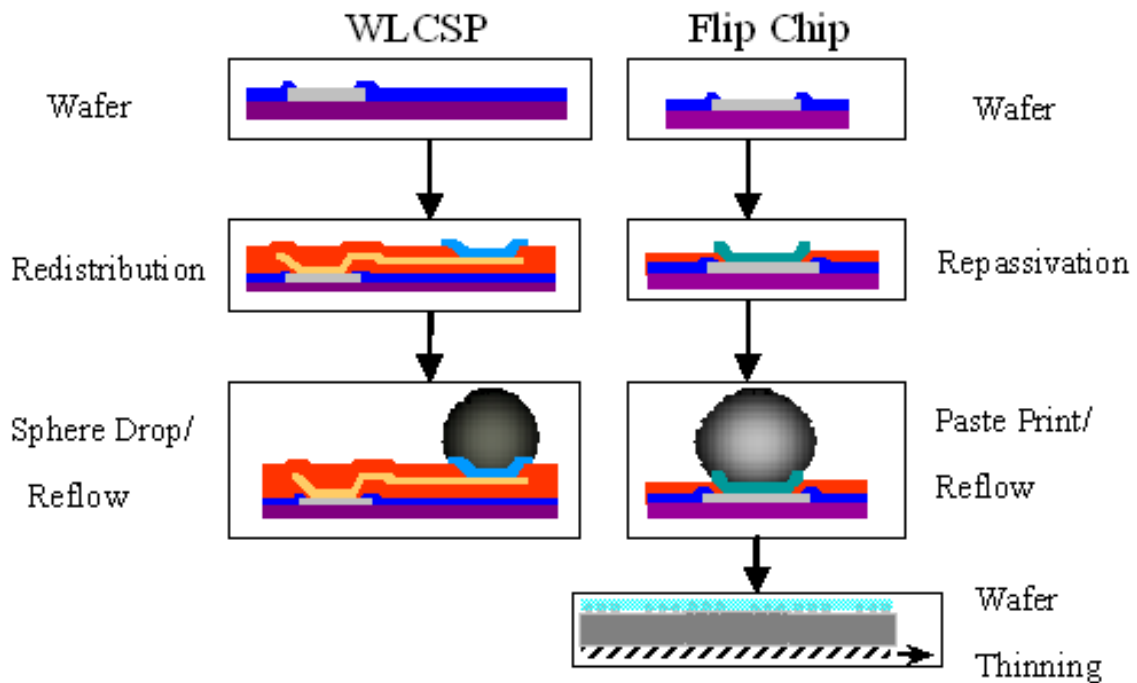 WLCSP
Flip Chip
Wafer
Wafer
Redistribution
Repassivation
Sphere Drop/
Reflow
Paste Print/
Reflow
Wafer
Thinning